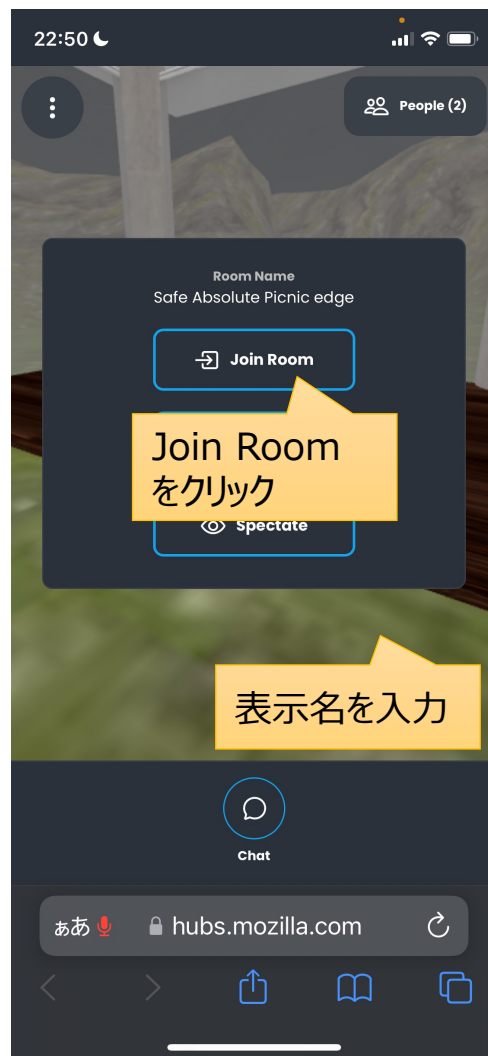 22:50
People (2)
Room Name
Safe Absolute Picnic edge
Join Room
Join Room
をクリック
Spectate
表示名を入力
Chat
ぁあ
hubs.mozilla.com